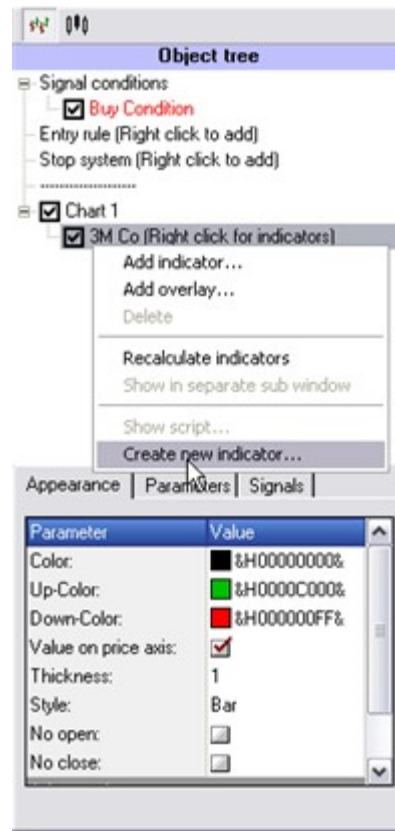 Object tree
Signal conditions
Buy Condition
Entry rule (Right click to add)
Stop system (Right click to add)
Chart 1
3M Co (Right click for indicators)
Add indicator...
Add overlay...
Delete
Recalculate indicators
Show in separate sub window
Show script...
Create new indicator...
Appearance Parameters Signals
Parameter Value
Color: &H00000000&
Up-Color: &H0000C000&
Down-Color: &H000000FF&
Value on price axis:
Thickness: 1
Style: Bar
No open:
No close: